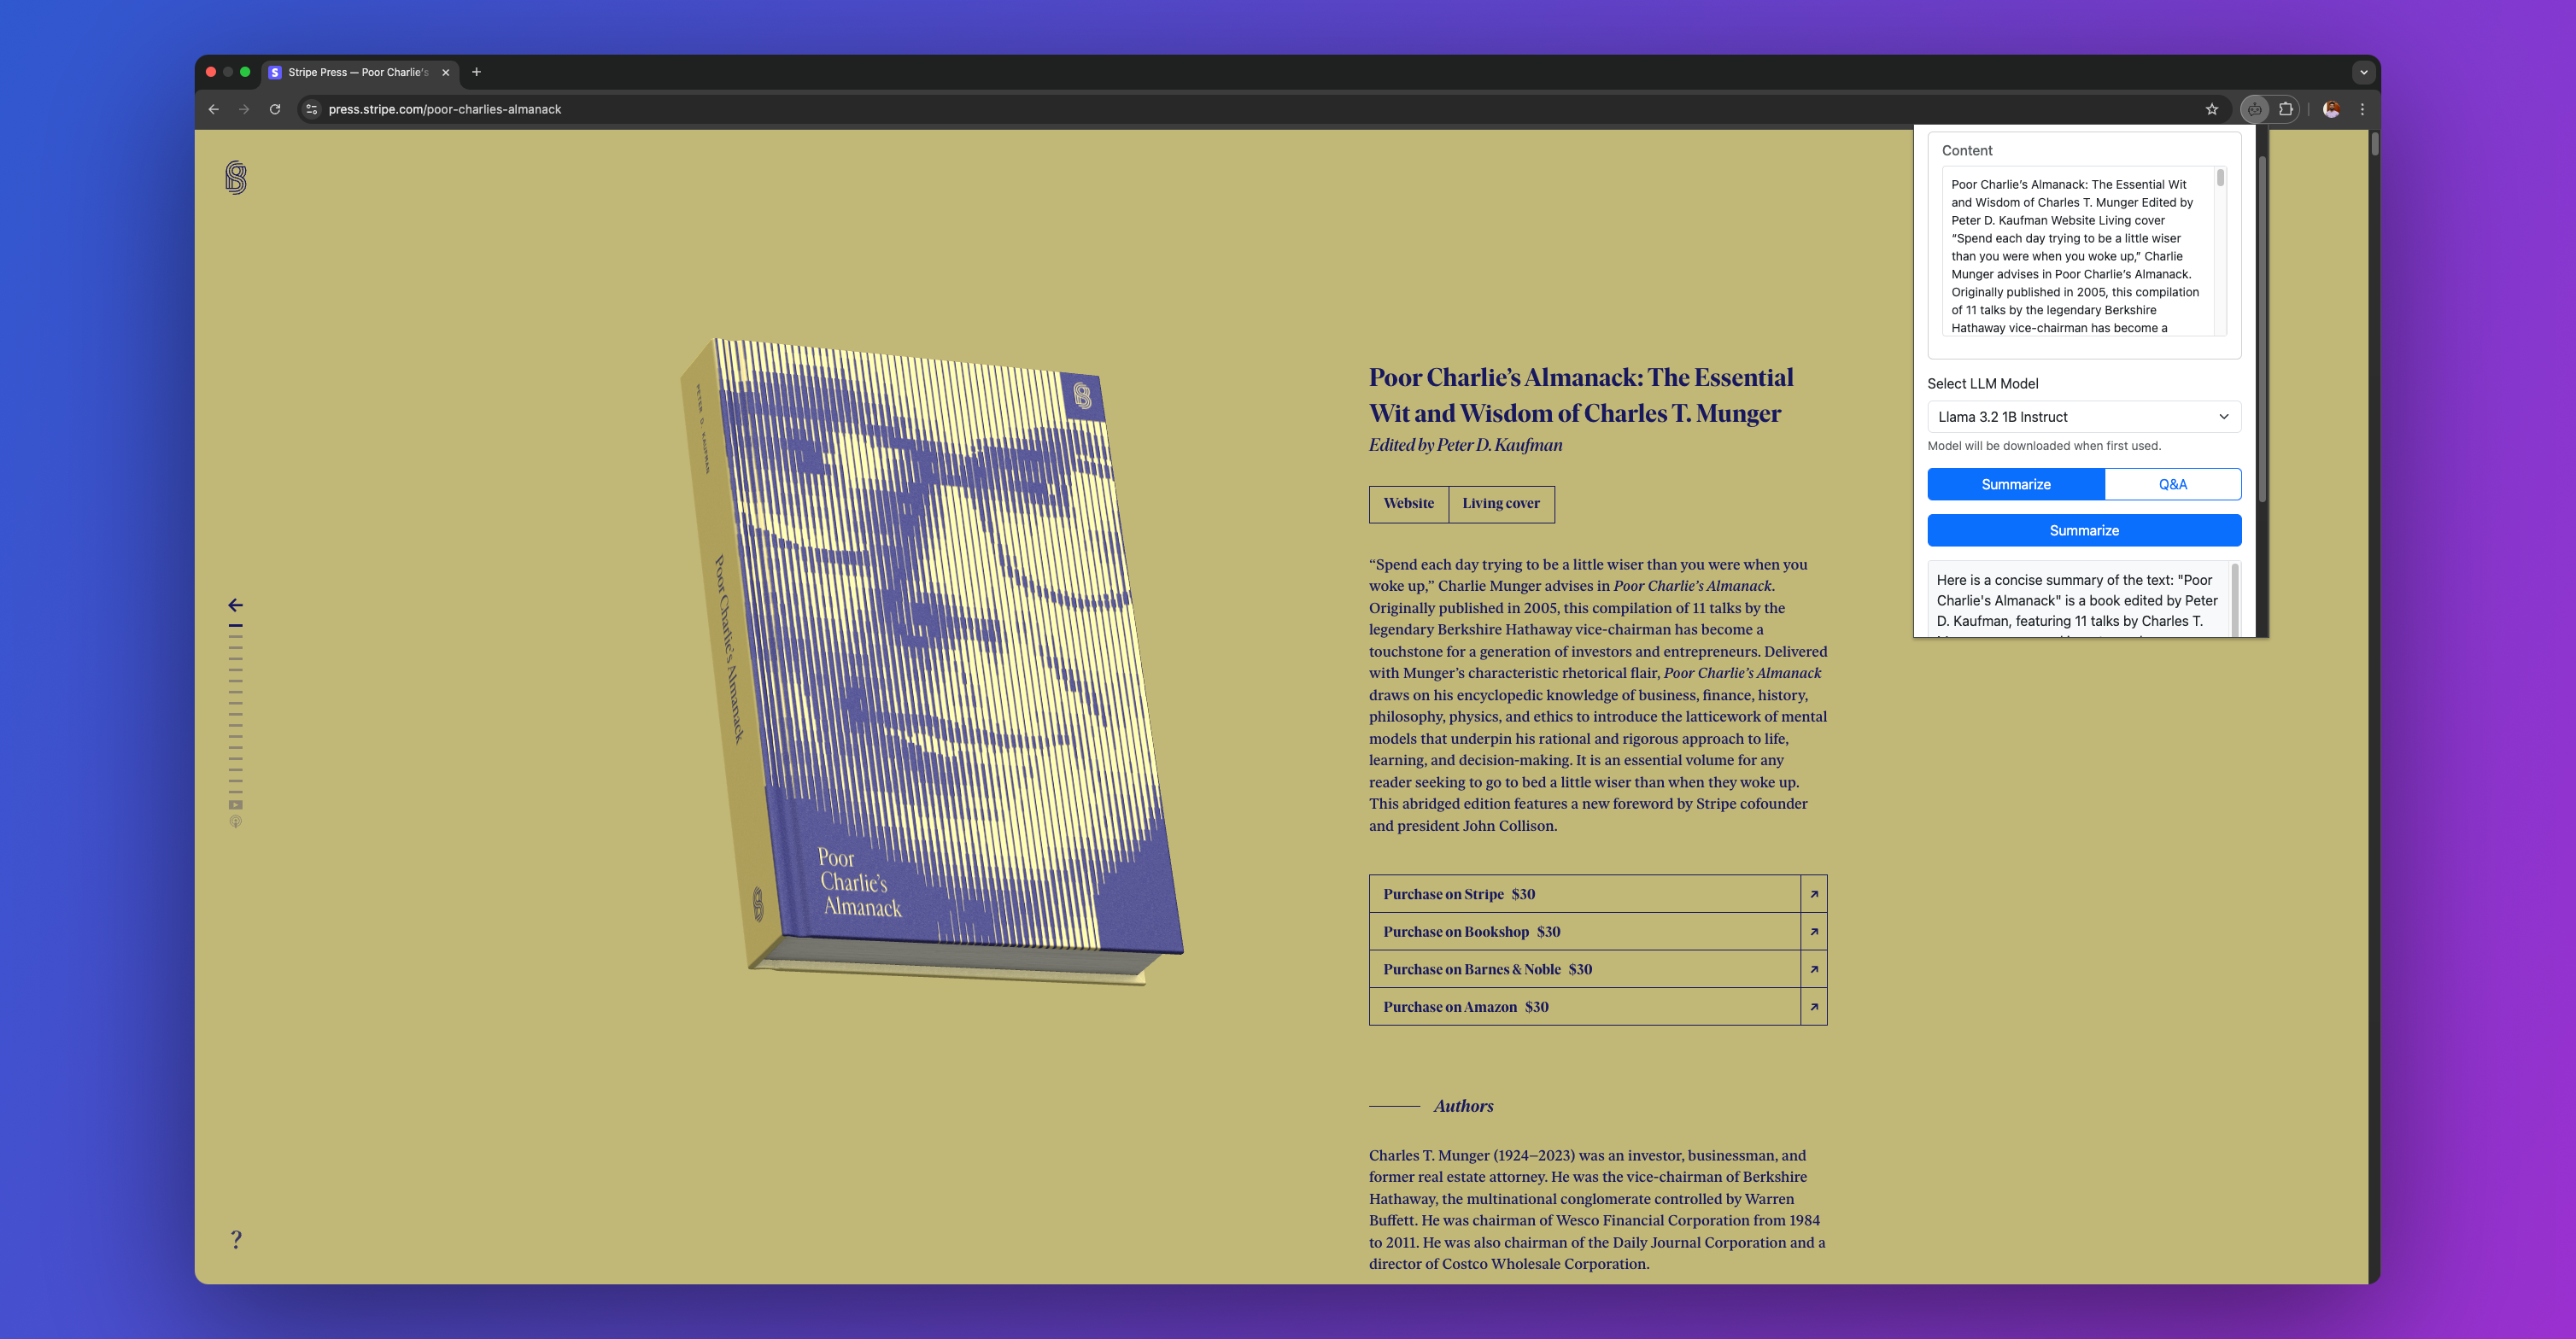 Stripe Press — Poor Charlie's
press.stripe.com/poor-charlies-almanack
PETER D. KAUFMAN
Poor Charlie's Almanack
Poor
Charlie's
Almanack
Poor Charlie's Almanack: The Essential
Wit and Wisdom of Charles T. Munger
Edited by Peter D. Kaufman
Website
Living cover
“Spend each day trying to be a little wiser than you were when you
woke up,” Charlie Munger advises in Poor Charlie's Almanack.
Originally published in 2005, this compilation of 11 talks by the
legendary Berkshire Hathaway vice-chairman has become a
touchstone for a generation of investors and entrepreneurs. Delivered
with Munger's characteristic rhetorical flair, Poor Charlie's Almanack
draws on his encyclopedic knowledge of business, finance, history,
philosophy, physics, and ethics to introduce the latticework of mental
models that underpin his rational and rigorous approach to life,
learning, and decision-making. It is an essential volume for any
reader seeking to go to bed a little wiser than when they woke up.
This abridged edition features a new foreword by Stripe cofounder
and president John Collison.
Purchase on Stripe $30
Purchase on Bookshop $30
Purchase on Barnes & Noble $30
Purchase on Amazon $30
Authors
Charles T. Munger (1924–2023) was an investor, businessman, and
former real estate attorney. He was the vice-chairman of Berkshire
Hathaway, the multinational conglomerate controlled by Warren
Buffett. He was chairman of Wesco Financial Corporation from 1984
to 2011. He was also chairman of the Daily Journal Corporation and a
director of Costco Wholesale Corporation.
?
Content
Poor Charlie's Almanack: The Essential Wit
and Wisdom of Charles T. Munger Edited by
Peter D. Kaufman Website Living cover
“Spend each day trying to be a little wiser
than you were when you woke up,” Charlie
Munger advises in Poor Charlie's Almanack.
Originally published in 2005, this compilation
of 11 talks by the legendary Berkshire
Hathaway vice-chairman has become a
Select LLM Model
Llama 3.2 1B Instruct
Model will be downloaded when first used.
Summarize
Q&A
Summarize
Here is a concise summary of the text: "Poor
Charlie's Almanack" is a book edited by Peter
D. Kaufman, featuring 11 talks by Charles T.